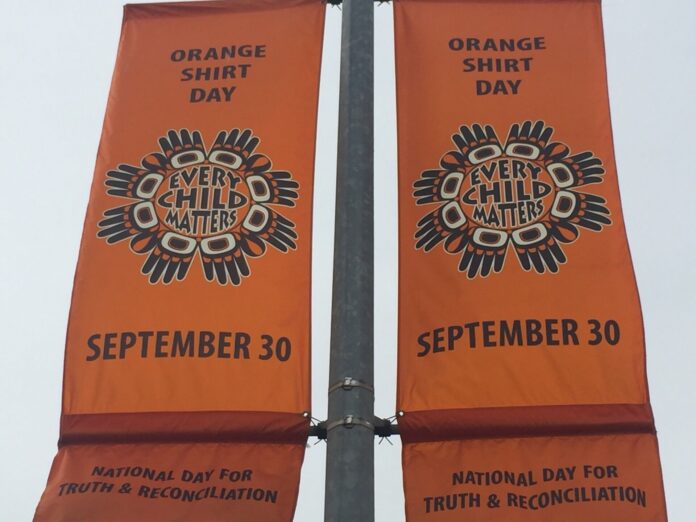 ORANGE
SHIRT
DAY
EVERY
CHILD
MATTERS
SEPTEMBER 30
NATIONAL DAY FOR
TRUTH & RECONCILIATION
ORANGE
SHIRT
DAY
EVERY
CHILD
MATTERS
SEPTEMBER 30
NATIONAL DAY FOR
TRUTH & RECONCILIATION